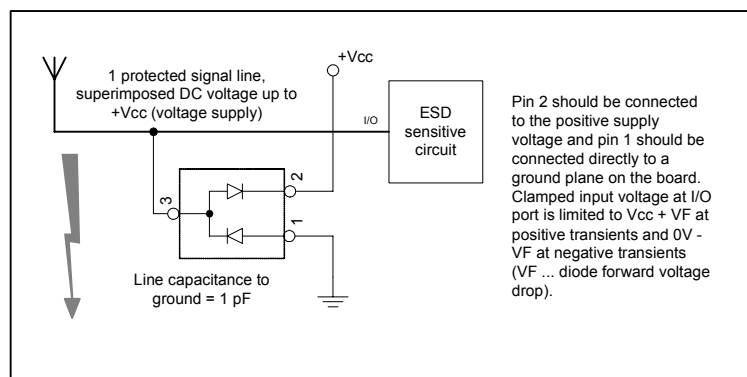 +Vcc
1 protected signal line,
superimposed DC voltage up to
+Vcc (voltage supply)
I/O
ESD
sensitive
circuit
3
2
1
Line capacitance to
ground = 1 pF
Pin 2 should be connected
to the positive supply
voltage and pin 1 should be
connected directly to a
ground plane on the board.
Clamped input voltage at I/O
port is limited to Vcc + VF at
positive transients and 0V -
VF at negative transients
(VF ... diode forward voltage
drop).